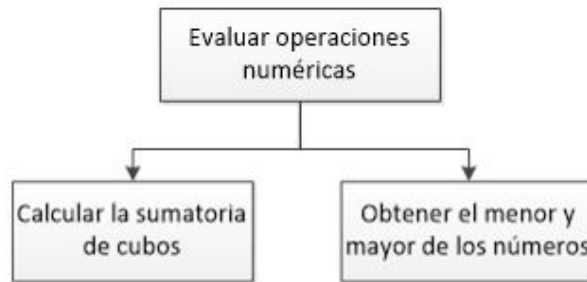 Evaluar operaciones
numéricas
Calcular la sumatoria
de cubos
Obtener el menor y
mayor de los números